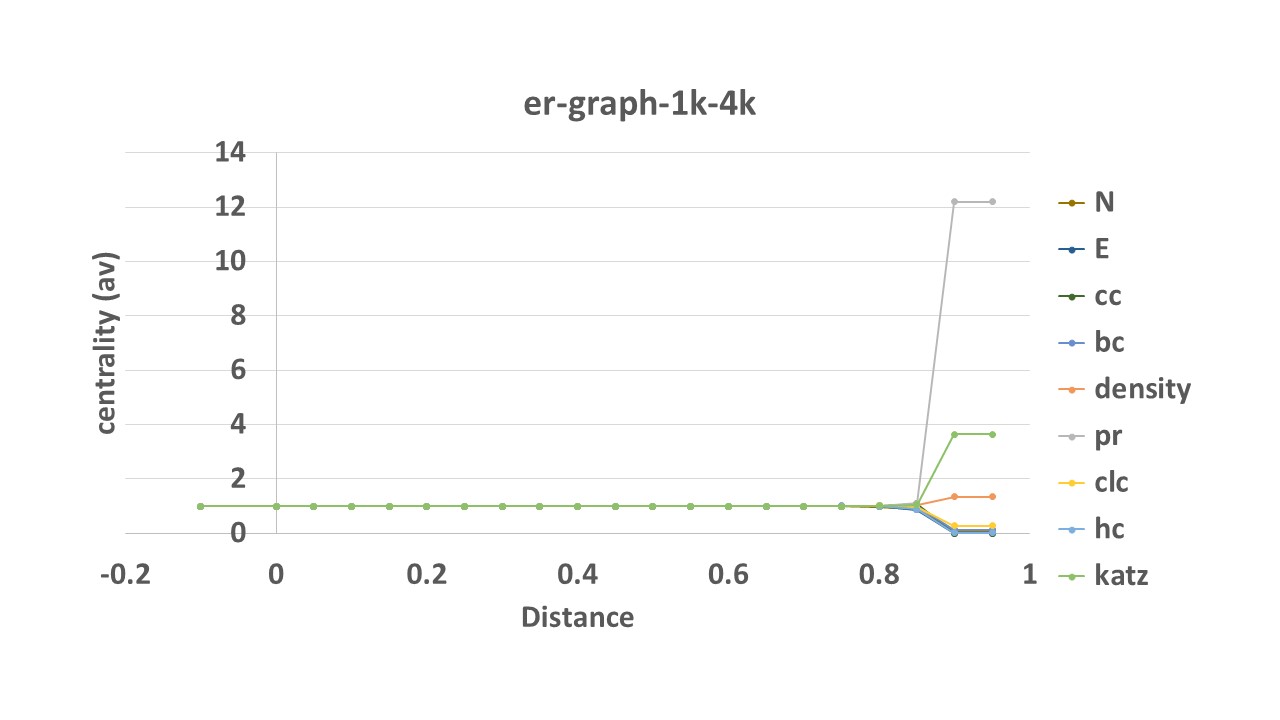 er-graph-1k-4k
14
12
10
8
6
4
2
0
centrality (av)
-0.2 0 0.2 0.4 0.6 0.8 1
Distance
N
E
cc
bc
density
pr
clc
hc
katz